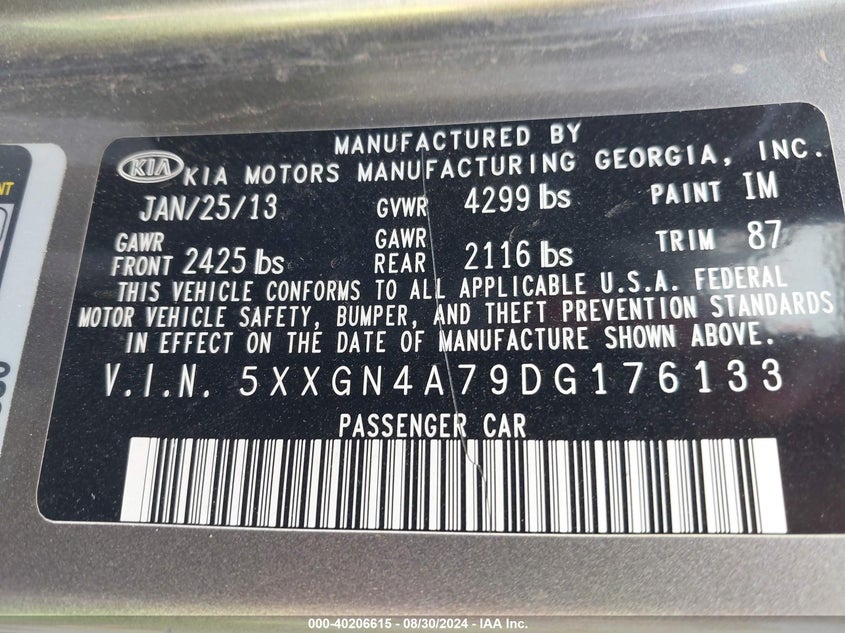 MANUFACTURED BY
KIA KIA MOTORS MANUFACTURING GEORGIA, INC.
JAN/25/13 GVWR 4299 lbs PAINT IM
GAWR FRONT 2425 lbs GAWR REAR 2116 lbs TRIM 87
THIS VEHICLE CONFORMS TO ALL APPLICABLE U.S.A. FEDERAL
MOTOR VEHICLE SAFETY, BUMPER, AND THEFT PREVENTION STANDARDS
IN EFFECT ON THE DATE OF MANUFACTURE SHOWN ABOVE.
V.I.N. 5XXGN4A79DG176133
PASSENGER CAR
000-40206615 - 08/30/2024 - IAA Inc.